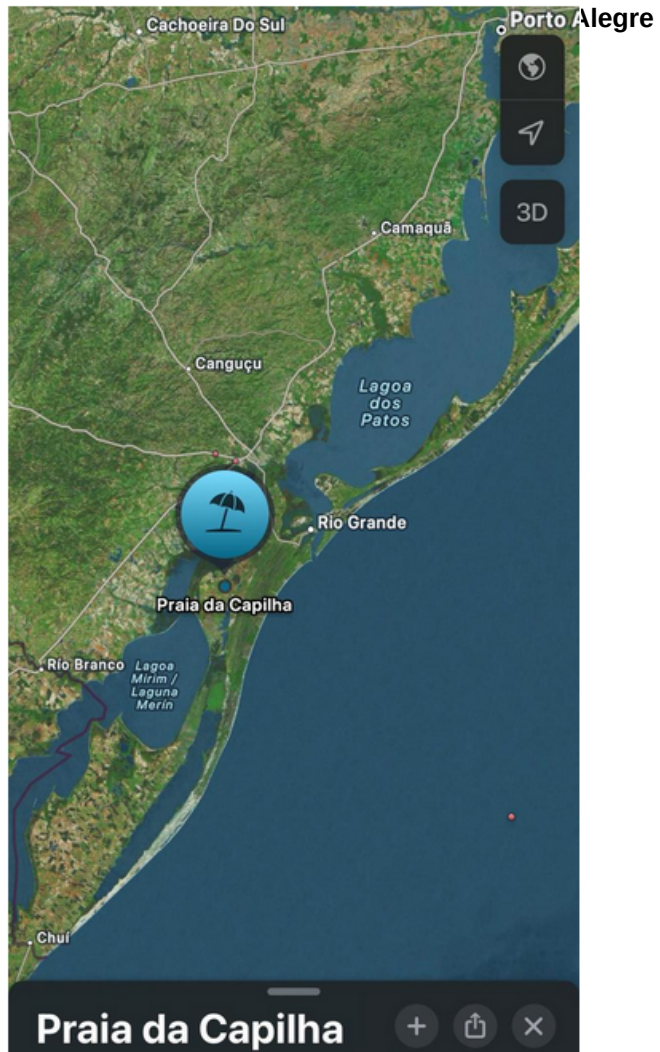 Cachoeira Do Sul
Porto Alegre
3D
Camaquã
Canguçu
Lagoa
dos
Patos
Rio Grande
Praia da Capilha
Río Branco
Lagoa
Mirim /
Laguna
Merín
Chuí
Praia da Capilha